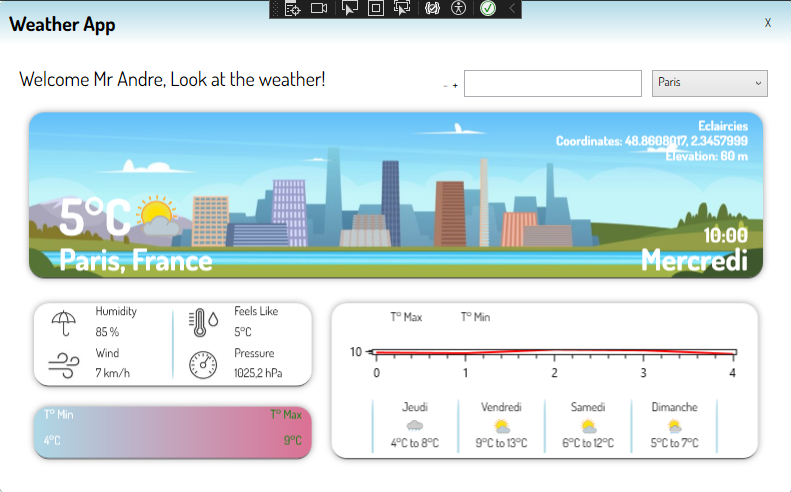 Weather App
X
Welcome Mr Andre, Look at the weather!
- +
Paris
Eclaircies
Coordinates: 48.8608017, 2.3457999
Elevation: 60 m
5°C
Paris, France
10:00
Mercredi
Humidity
85 %
Feels Like
5°C
Wind
7 km/h
Pressure
1025,2 hPa
T° Min
T° Max
4°C
9°C
T° Max
T° Min
10
0 1 2 3 4
Jeudi
Vendredi
Samedi
Dimanche
4°C to 8°C
9°C to 13°C
6°C to 12°C
5°C to 7°C